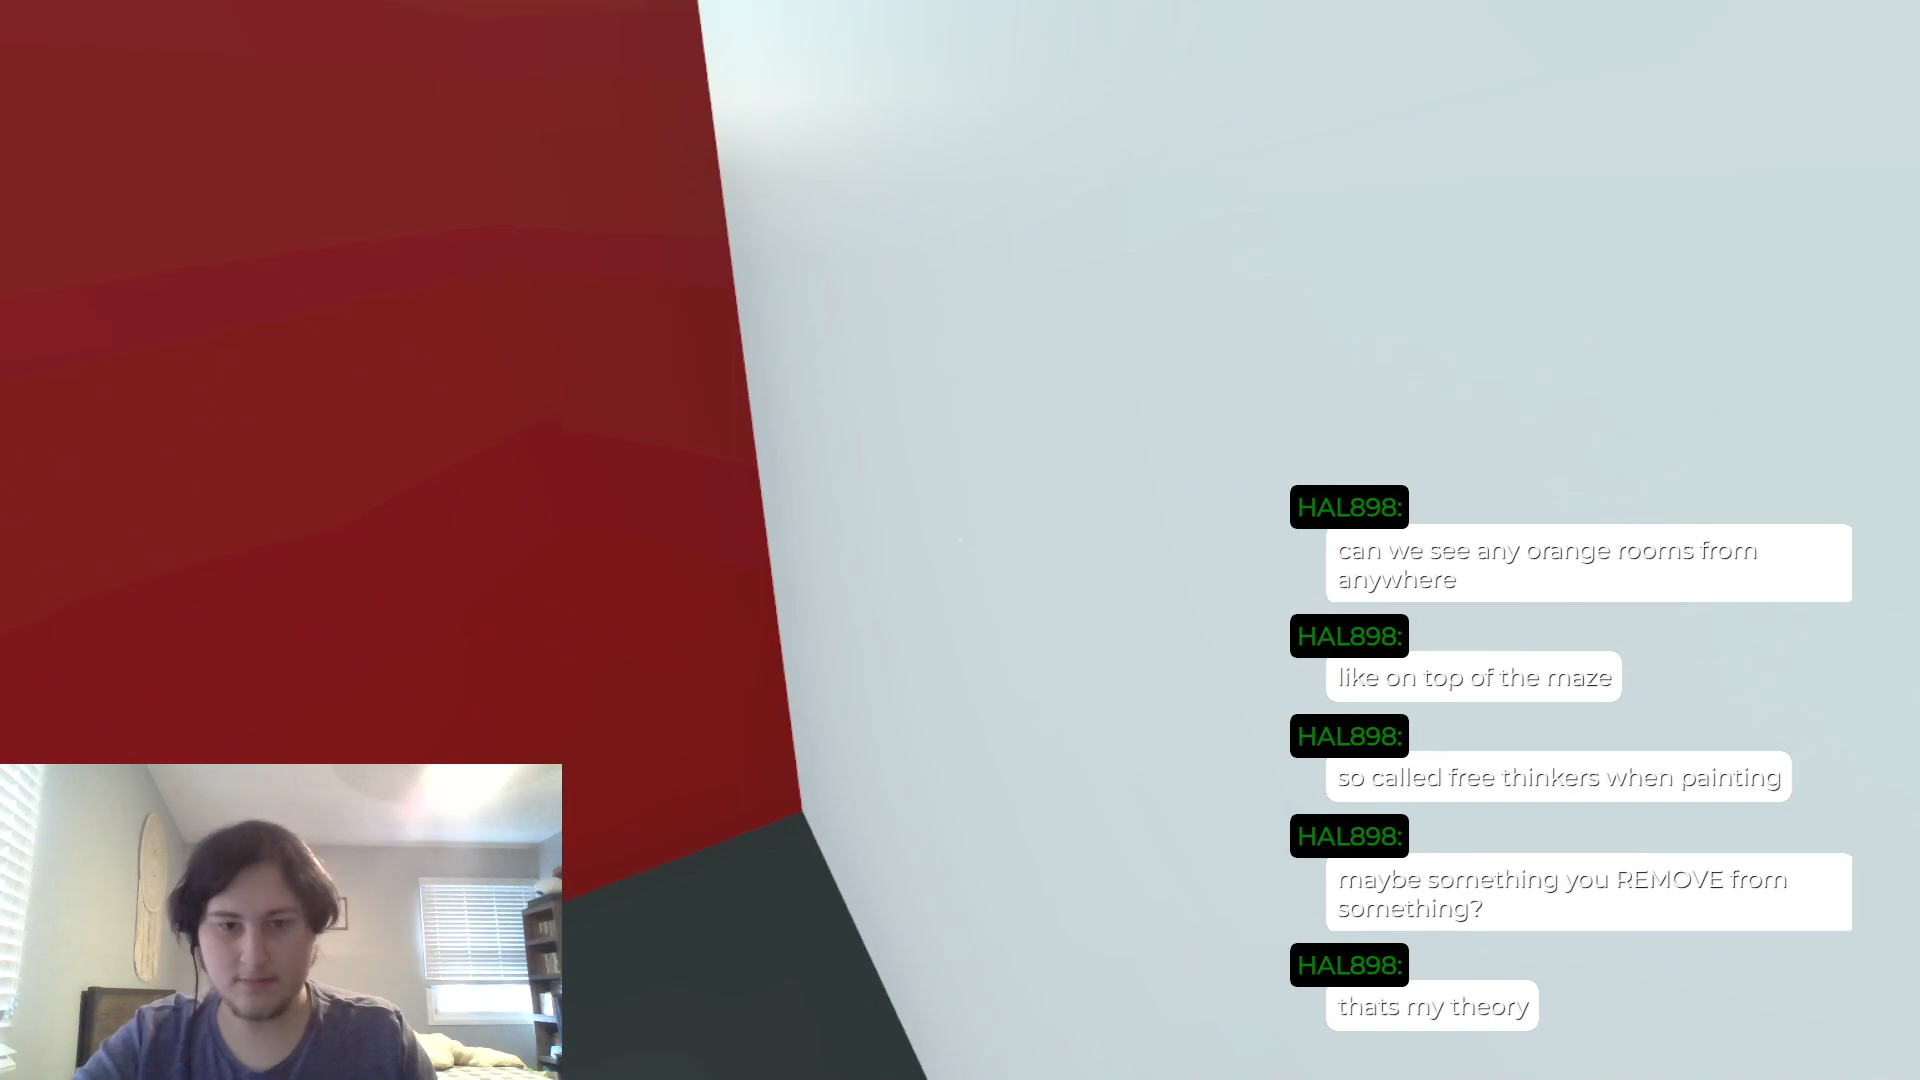 HAL898:
can we see any orange rooms from
anywhere
HAL898:
like on top of the maze
HAL898:
so called free thinkers when painting
HAL898:
maybe something you REMOVE from
something?
HAL898:
thats my theory